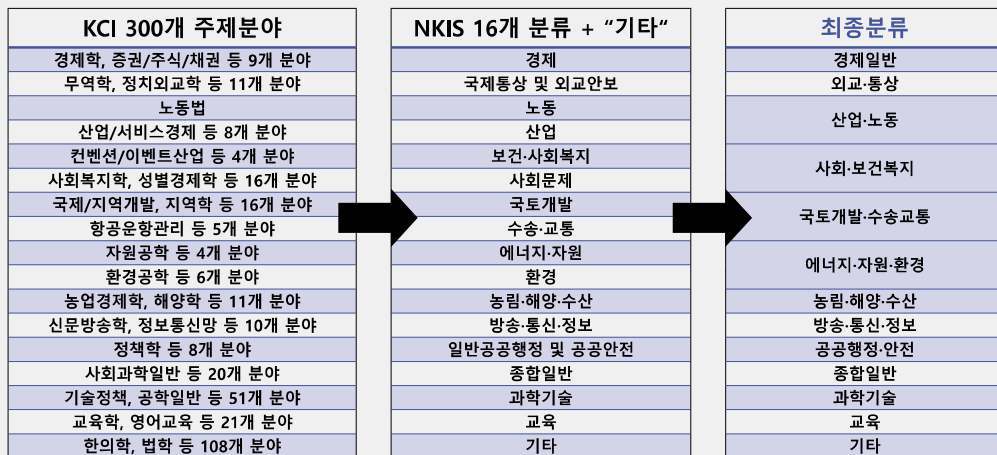 KCI 300개 주제분야
경제학, 증권/주식/채권 등 9개 분야
무역학, 정치외교학 등 11개 분야
노동법
산업/서비스경제 등 8개 분야
컨벤션/이벤트산업 등 4개 분야
사회복지학, 성별경제학 등 16개 분야
국제/지역개발, 지역학 등 16개 분야
항공운항관리 등 5개 분야
자원공학 등 4개 분야
환경공학 등 6개 분야
농업경제학, 해양학 등 11개 분야
신문방송학, 정보통신망 등 10개 분야
정책학 등 8개 분야
사회과학일반 등 20개 분야
기술정책, 공학일반 등 51개 분야
교육학, 영어교육 등 21개 분야
한의학, 법학 등 108개 분야
NKIS 16개 분류 + “기타“
경제
국제통상 및 외교안보
노동
산업
보건·사회복지
사회문제
국토개발
수송·교통
에너지·자원
환경
농림·해양·수산
방송·통신·정보
일반공공행정 및 공공안전
종합일반
과학기술
교육
기타
최종분류
경제일반
외교·통상
산업·노동
사회·보건복지
국토개발·수송교통
에너지·자원·환경
농림·해양·수산
방송·통신·정보
공공행정·안전
종합일반
과학기술
교육
기타